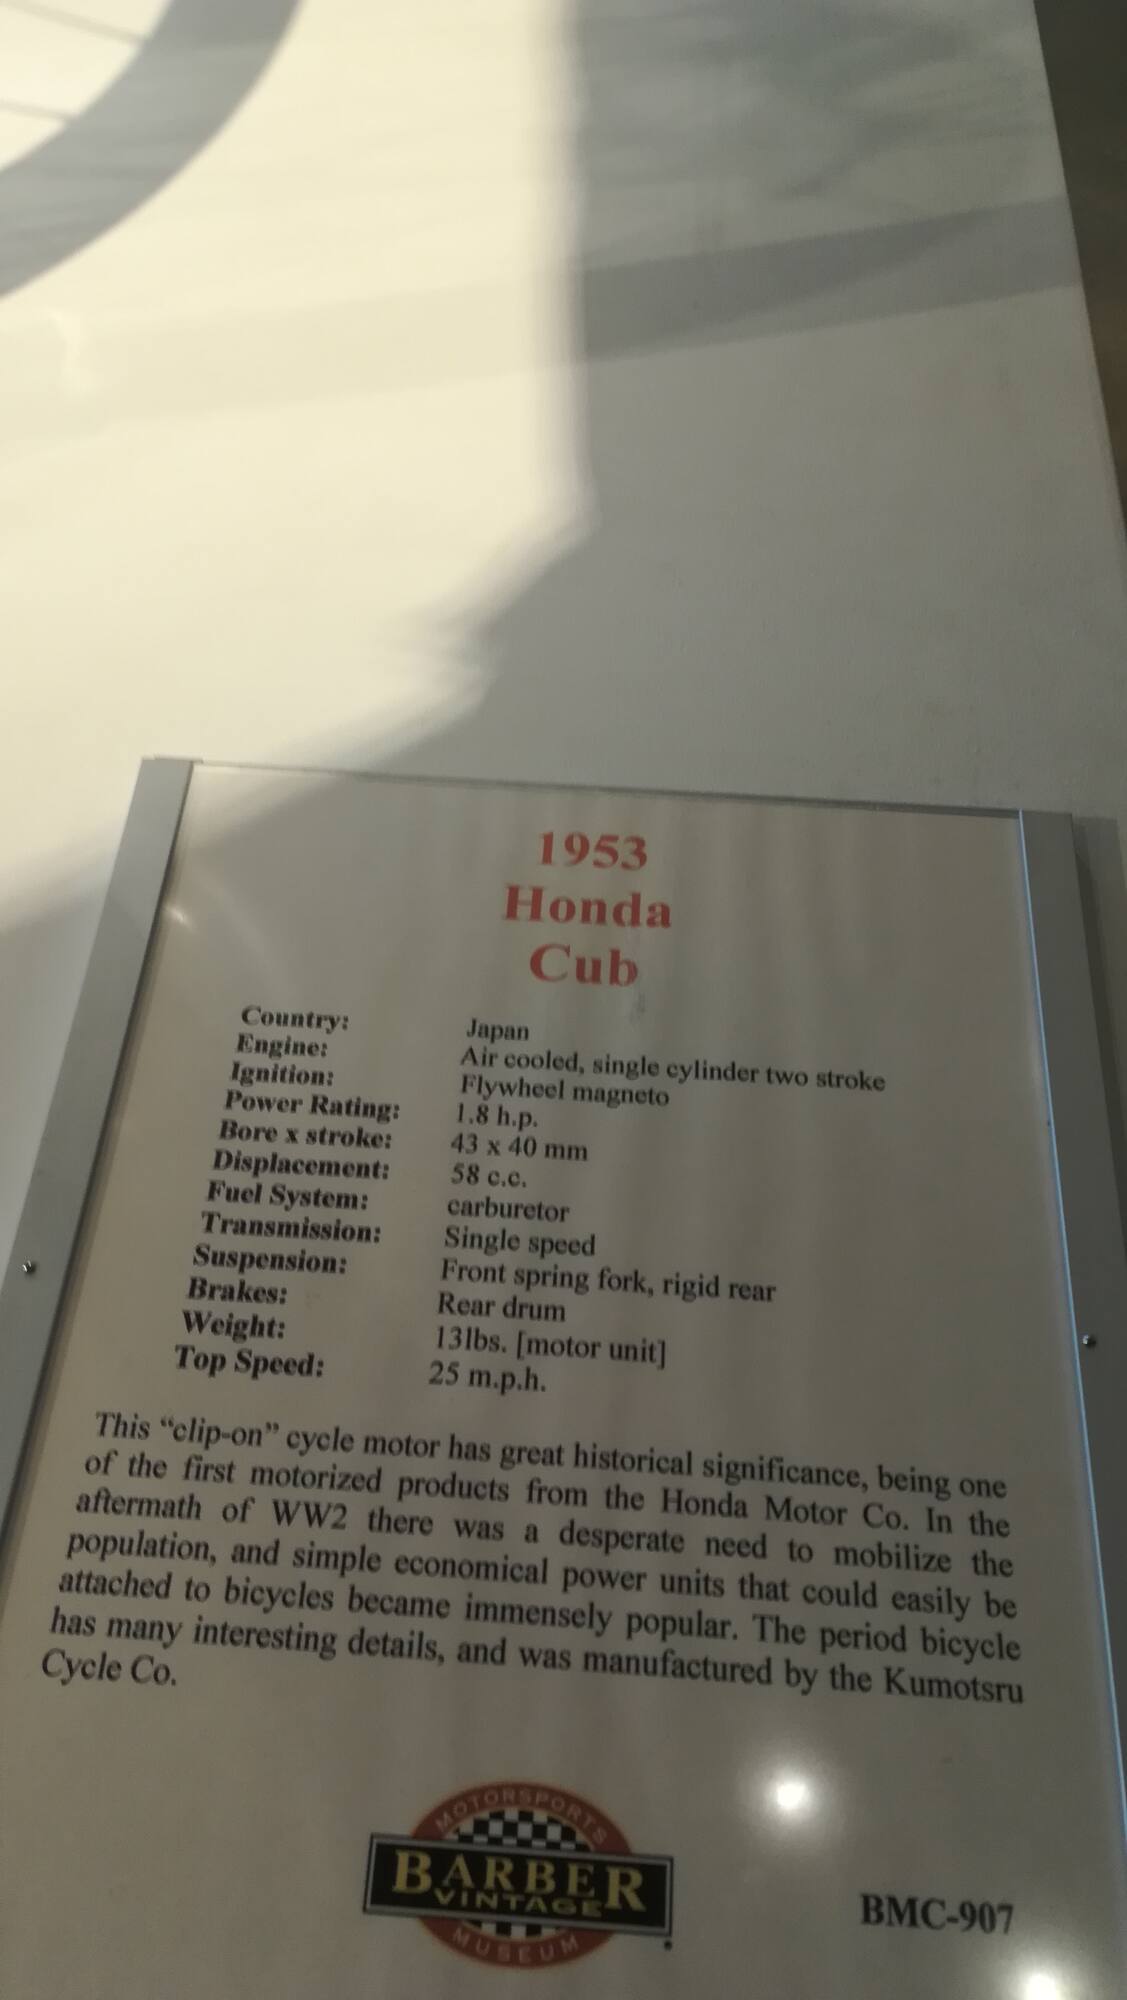 1953
Honda
Cub
Country: Japan
Engine: Air cooled, single cylinder two stroke
Ignition: Flywheel magneto
Power Rating: 1.8 h.p.
Bore x stroke: 43 x 40 mm
Displacement: 58 c.c.
Fuel System: carburetor
Transmission: Single speed
Suspension: Front spring fork, rigid rear
Brakes: Rear drum
Weight: 13lbs. [motor unit]
Top Speed: 25 m.p.h.
This “clip-on” cycle motor has great historical significance, being one
of the first motorized products from the Honda Motor Co. In the
aftermath of WW2 there was a desperate need to mobilize the
population, and simple economical power units that could easily be
attached to bicycles became immensely popular. The period bicycle
has many interesting details, and was manufactured by the Kumotsru
Cycle Co.
MOTORSPORTS
BARBER
VINTAGE
MUSEUM
BMC-907